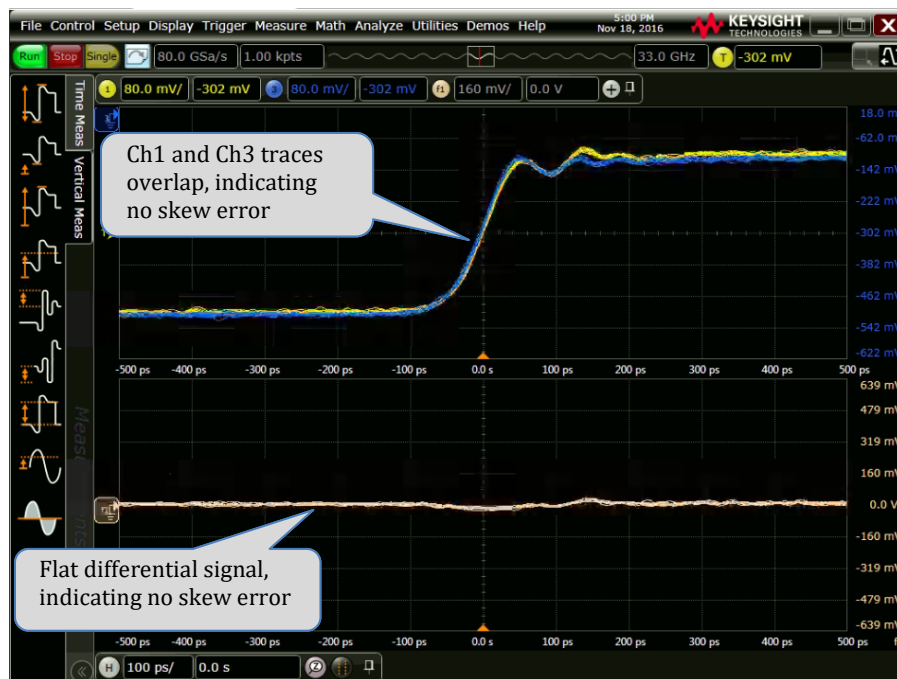 File Control Setup Display Trigger Measure Math Analyze Utilities Demos Help
5:00 PM
Nov 18, 2016
KEYSIGHT
TECHNOLOGIES
Run Stop Single 80.0 GSa/s 1.00 kpts 33.0 GHz T -302 mV
Time Meas
Vertical Meas
1 80.0 mV/ -302 mV 3 80.0 mV/ -302 mV f1 160 mV/ 0.0 V
Ch1 and Ch3 traces
overlap, indicating
no skew error
18.0 m
-62.0 m
-142 mV
-222 mV
-302 mV
-382 mV
-462 mV
-542 mV
-622 mV
-500 ps -400 ps -300 ps -200 ps -100 ps 0.0 s 100 ps 200 ps 300 ps 400 ps 500 ps
639 mV
479 mV
319 mV
160 mV
0.0 V
-160 mV
-319 mV
-479 mV
-639 mV
Flat differential signal,
indicating no skew error
-500 ps -400 ps -300 ps -200 ps -100 ps 0.0 s 100 ps 200 ps 300 ps 400 ps 500 ps
H 100 ps/ 0.0 s